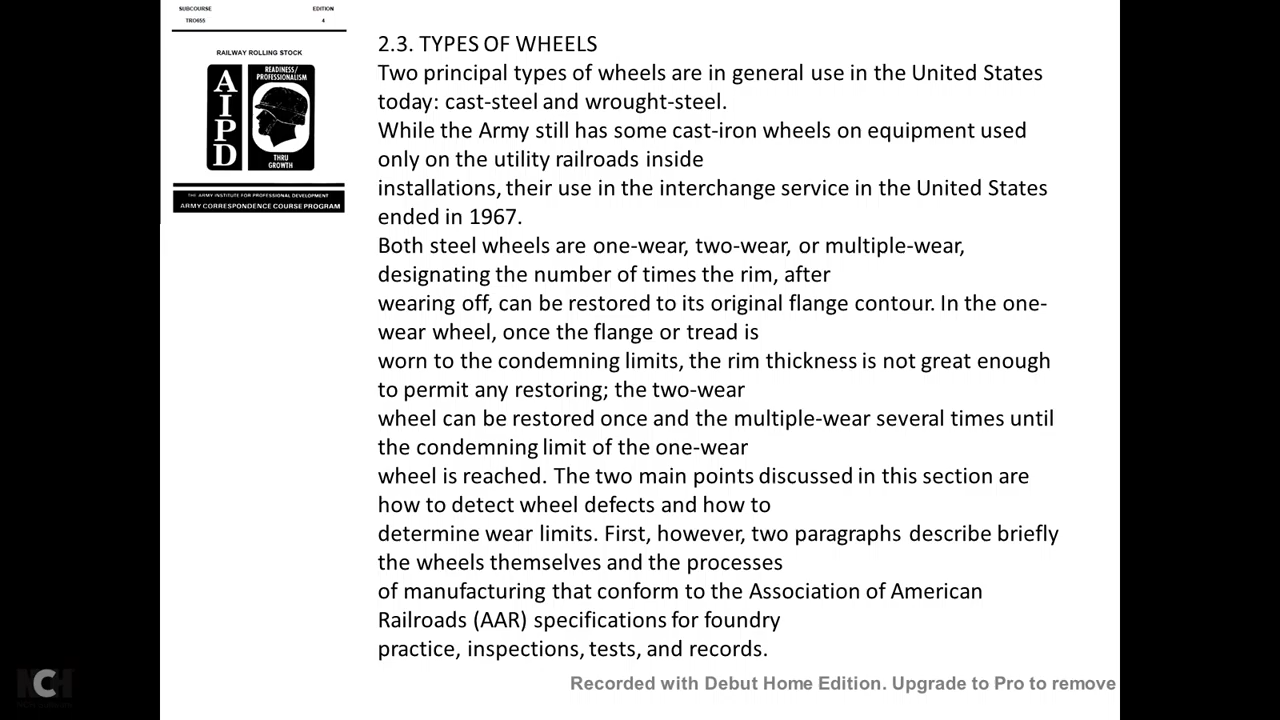 SUBCOURSE EDITION
TRO655 4
RAILWAY ROLLING STOCK
AIPD
READINESS/
PROFESSIONALISM
THRU
GROWTH
THE ARMY INSTITUTE FOR PROFESSIONAL DEVELOPMENT
ARMY CORRESPONDENCE COURSE PROGRAM
2.3. TYPES OF WHEELS
Two principal types of wheels are in general use in the United States
today: cast-steel and wrought-steel.
While the Army still has some cast-iron wheels on equipment used
only on the utility railroads inside
installations, their use in the interchange service in the United States
ended in 1967.
Both steel wheels are one-wear, two-wear, or multiple-wear,
designating the number of times the rim, after
wearing off, can be restored to its original flange contour. In the one-
wear wheel, once the flange or tread is
worn to the condemning limits, the rim thickness is not great enough
to permit any restoring; the two-wear
wheel can be restored once and the multiple-wear several times until
the condemning limit of the one-wear
wheel is reached. The two main points discussed in this section are
how to detect wheel defects and how to
determine wear limits. First, however, two paragraphs describe briefly
the wheels themselves and the processes
of manufacturing that conform to the Association of American
Railroads (AAR) specifications for foundry
practice, inspections, tests, and records.
NCH
Recorded with Debut Home Edition. Upgrade to Pro to remove